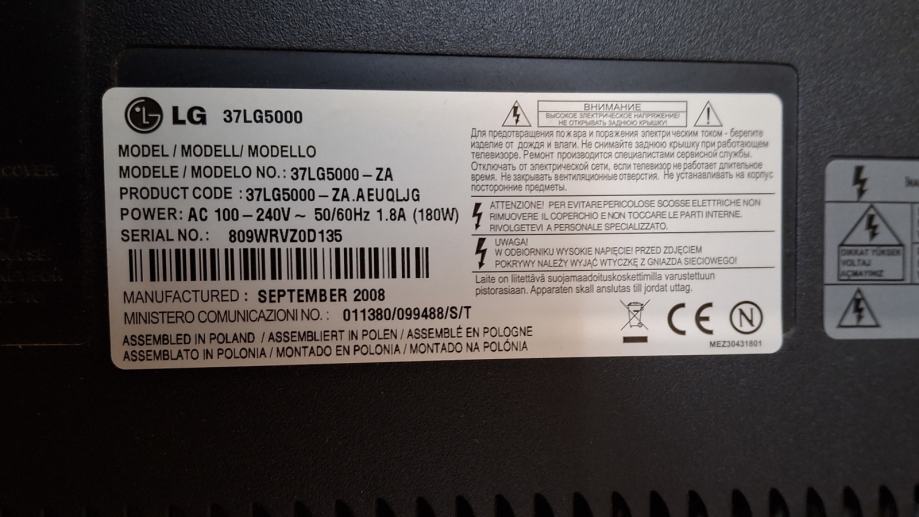 LG 37LG5000
MODEL / MODELL/ MODELLO
MODELE / MODELO NO.: 37LG5000-ZA
PRODUCT CODE : 37LG5000-ZA.AEUQLJG
POWER: AC 100-240V ~ 50/60Hz 1.8A (180W)
SERIAL NO.: 809WRVZ0D135
MANUFACTURED : SEPTEMBER 2008
MINISTERO COMUNICAZIONI NO. : 011380/099488/S/T
ASSEMBLED IN POLAND / ASSEMBLIERT IN POLEN / ASSEMBLÉ EN POLOGNE
ASSEMBLATO IN POLONIA / MONTADO EN POLONIA / MONTADO NA POLÓNIA
ВНИМАНИЕ
ВЫСОКОЕ ЭЛЕКТРИЧЕСКОЕ НАПРЯЖЕНИЕ!
НЕ ОТКРЫВАТЬ ЗАДНЮЮ КРЫШКУ!
Для предотвращения пожара и поражения электрическим током - берегите
изделие от дождя и влаги. Не снимайте заднюю крышку при работающем
телевизоре. Ремонт производится специалистами сервисной службы.
Отключать от электрической сети, если телевизор не работает длительное
время. Не закрывать вентиляционные отверстия. Не устанавливать на корпус
посторонние предметы.
ATTENZIONE! PER EVITARE PERICOLOSE SCOSSE ELETTRICHE NON
RIMUOVERE IL COPERCHIO E NON TOCCARE LE PARTI INTERNE.
RIVOLGETEVI A PERSONALE SPECIALIZZATO.
UWAGA!
W ODBIORNIKU WYSOKIE NAPIĘCIE! PRZED ZDJĘCIEM
POKRYWY NALEŻY WYJĄĆ WTYCZKĘ Z GNIAZDA SIECIOWEGO!
Laite on liitettävä suojamaadoituskoskettimilla varustettuun
pistorasiaan. Apparaten skall anslutas till jordat uttag.
CE N
MEZ30431801
DIKKAT YÜKSEK
VOLTAJ
AÇMAYINIZ
COVER.